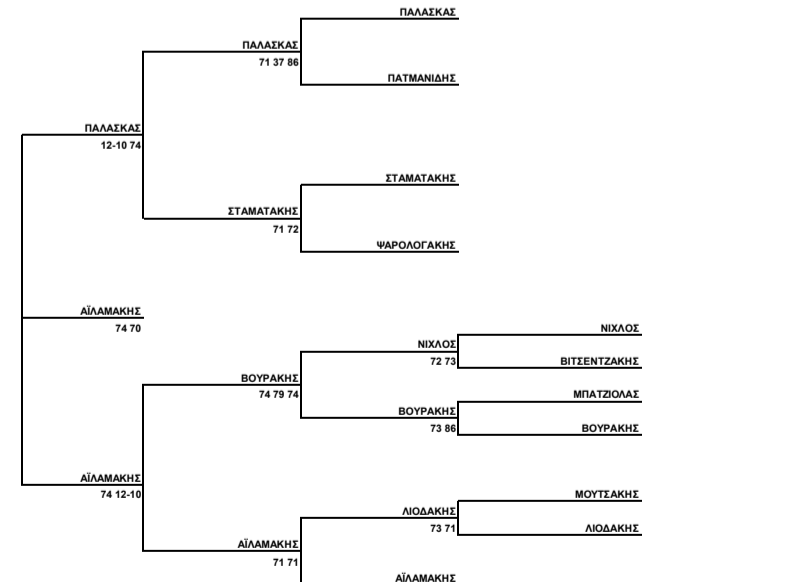 ΠΑΛΑΣΚΑΣ
ΠΑΛΑΣΚΑΣ
71 37 86
ΠΑΤΜΑΝΙΔΗΣ
ΠΑΛΑΣΚΑΣ
12-10 74
ΣΤΑΜΑΤΑΚΗΣ
ΣΤΑΜΑΤΑΚΗΣ
71 72
ΨΑΡΟΛΟΓΑΚΗΣ
ΑΪΛΑΜΑΚΗΣ
74 70
ΝΙΧΛΟΣ
ΝΙΧΛΟΣ
72 73
ΒΙΤΣΕΝΤΖΑΚΗΣ
ΒΟΥΡΑΚΗΣ
74 79 74
ΜΠΑΤΖΙΟΛΑΣ
ΒΟΥΡΑΚΗΣ
73 86
ΒΟΥΡΑΚΗΣ
ΑΪΛΑΜΑΚΗΣ
74 12-10
ΜΟΥΤΣΑΚΗΣ
ΛΙΟΔΑΚΗΣ
73 71
ΛΙΟΔΑΚΗΣ
ΑΪΛΑΜΑΚΗΣ
71 71
ΑΪΛΑΜΑΚΗΣ